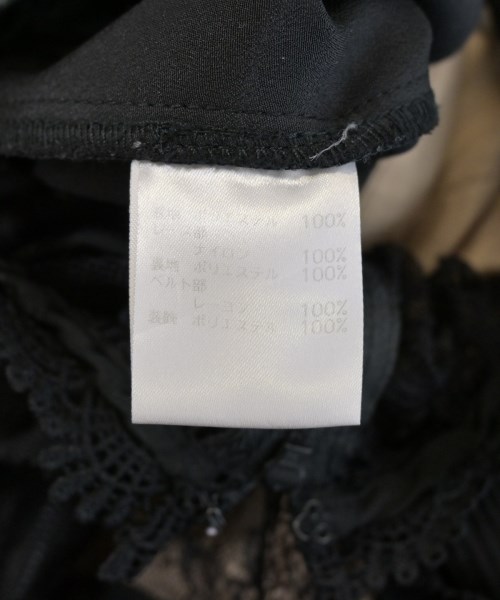 表地 ポリエステル 100%
レース部
ナイロン 100%
裏地 ポリエステル 100%
ベルト部
レーヨン 100%
ポリエステル 100%